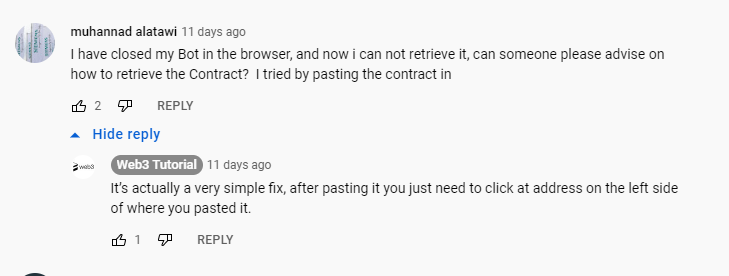 muhannad alatawi 11 days ago
I have closed my Bot in the browser, and now i can not retrieve it, can someone please advise on
how to retrieve the Contract?  I tried by pasting the contract in
2 REPLY
Hide reply
web3 Web3 Tutorial 11 days ago
It's actually a very simple fix, after pasting it you just need to click at address on the left side
of where you pasted it.
1 REPLY